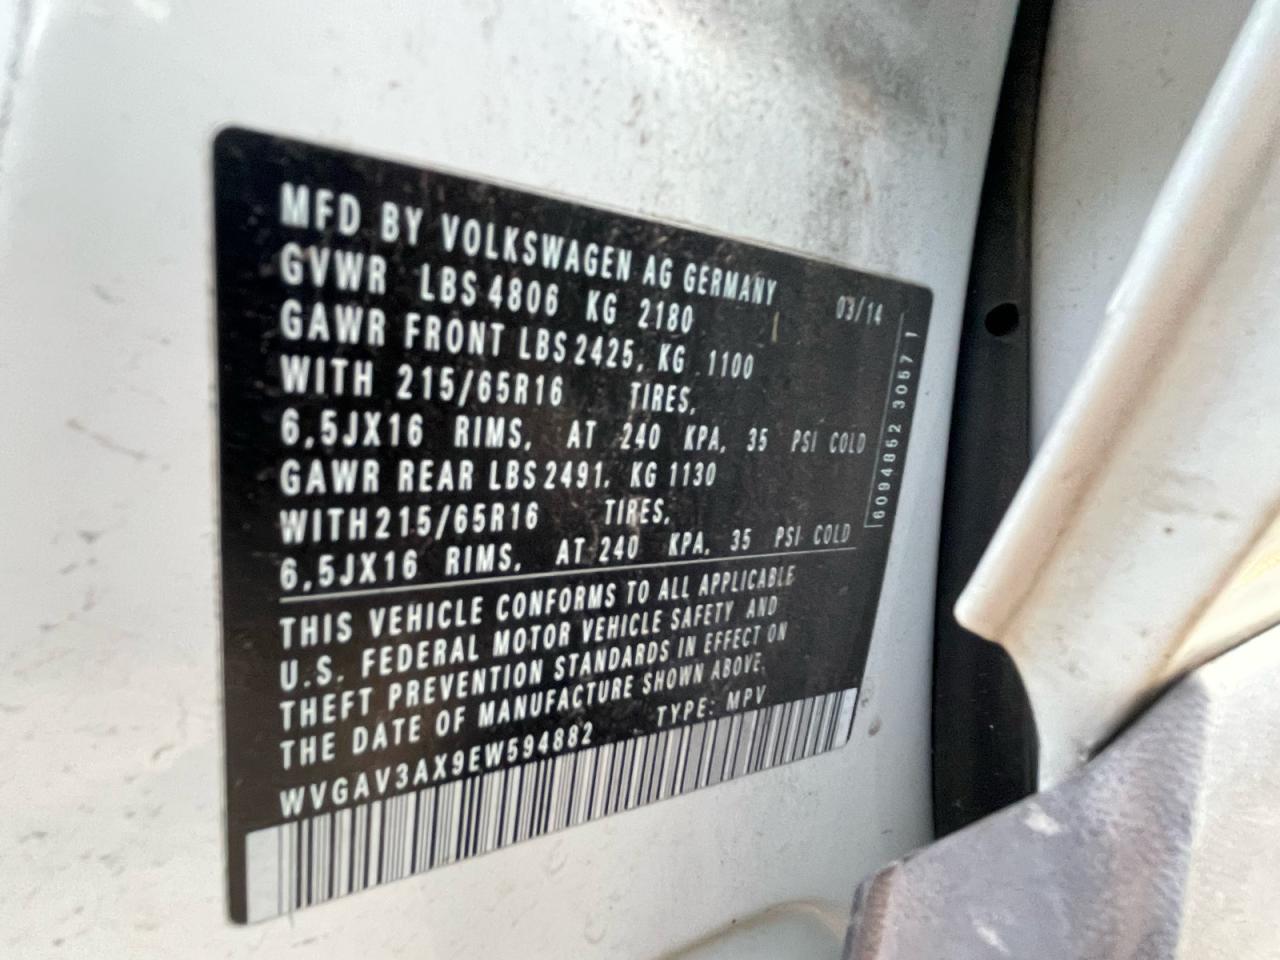 MFD BY VOLKSWAGEN AG GERMANY
GVWR LBS 4806 KG 2180 03/14
GAWR FRONT LBS 2425, KG 1100
WITH 215/65R16 TIRES,
6,5JX16 RIMS, AT 240 KPA, 35 PSI COLD
GAWR REAR LBS 2491, KG 1130
WITH 215/65R16 TIRES,
6,5JX16 RIMS, AT 240 KPA, 35 PSI COLD
THIS VEHICLE CONFORMS TO ALL APPLICABLE
U.S. FEDERAL MOTOR VEHICLE SAFETY AND
THEFT PREVENTION STANDARDS IN EFFECT ON
THE DATE OF MANUFACTURE SHOWN ABOVE.
WVGAV3AX9EW594882 TYPE: MPV